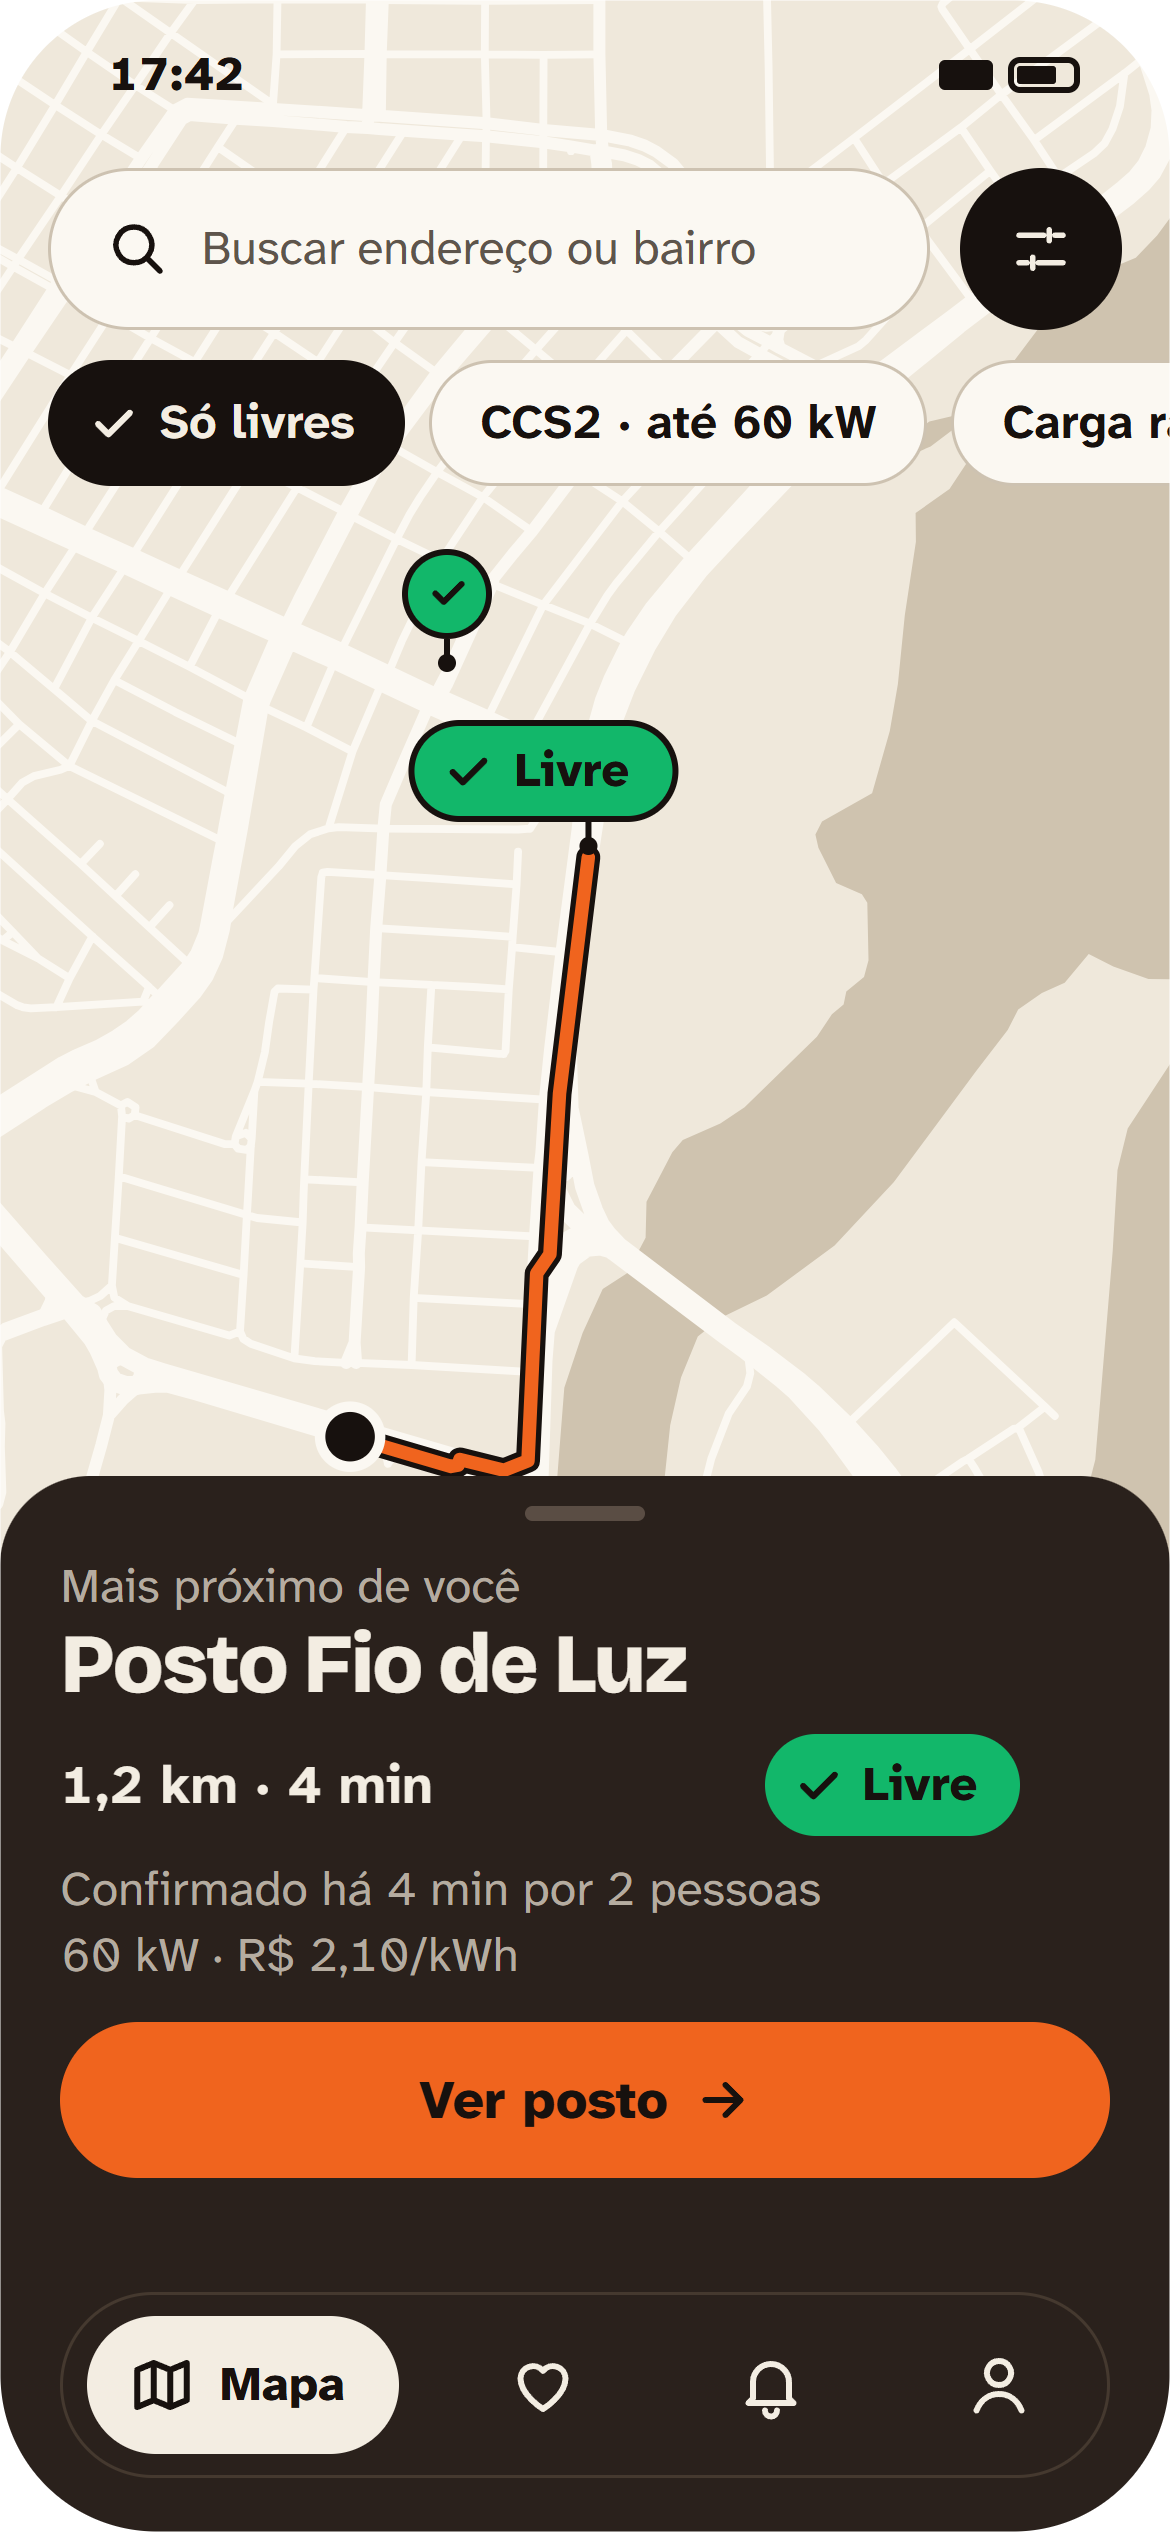 17:42
Buscar endereço ou bairro
Só livres
CCS2 · até 60 kW
Carga
Livre
Mais próximo de você
Posto Fio de Luz
1,2 km · 4 min
Livre
Confirmado há 4 min por 2 pessoas
60 kW · R$ 2,10/kWh
Ver posto
Mapa